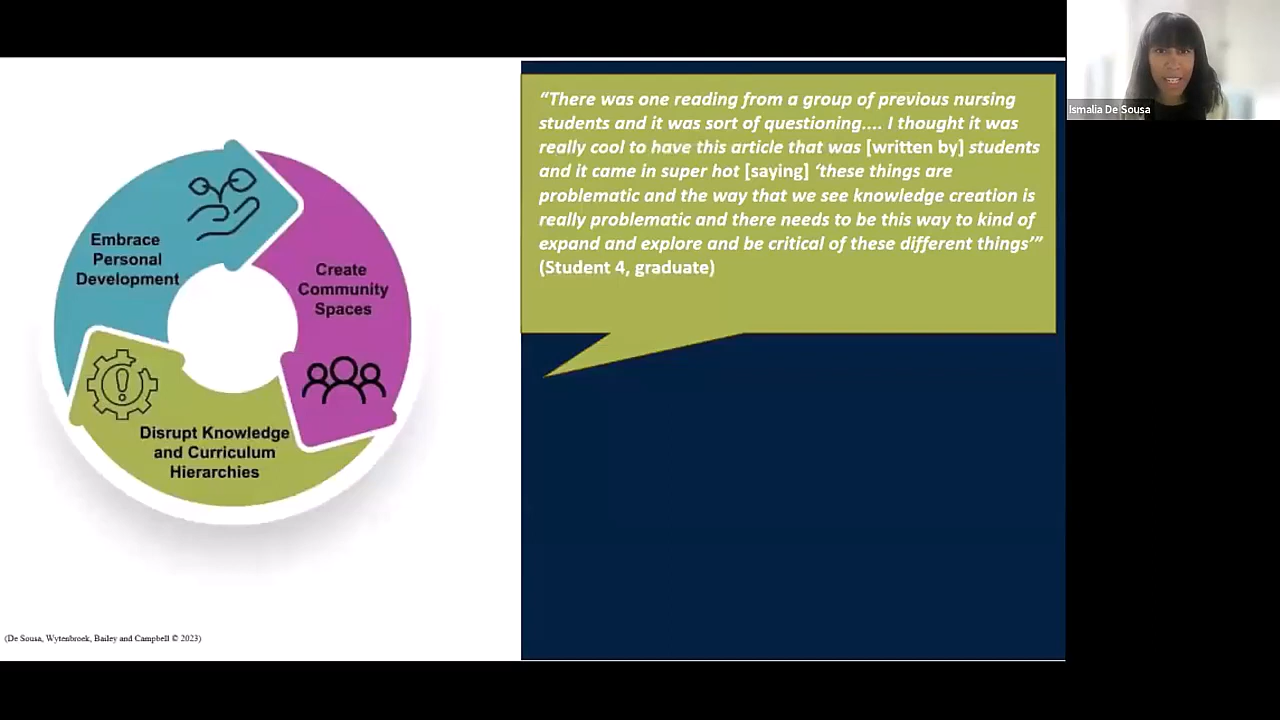 Embrace
Personal
Development
Create
Community
Spaces
Disrupt Knowledge
and Curriculum
Hierarchies
(De Sousa, Wytenbroek, Bailey and Campbell © 2023)
“There was one reading from a group of previous nursing
students and it was sort of questioning.... I thought it was
really cool to have this article that was [written by] students
and it came in super hot [saying] ‘these things are
problematic and the way that we see knowledge creation is
really problematic and there needs to be this way to kind of
expand and explore and be critical of these different things’”
(Student 4, graduate)
Ismalia De Sousa